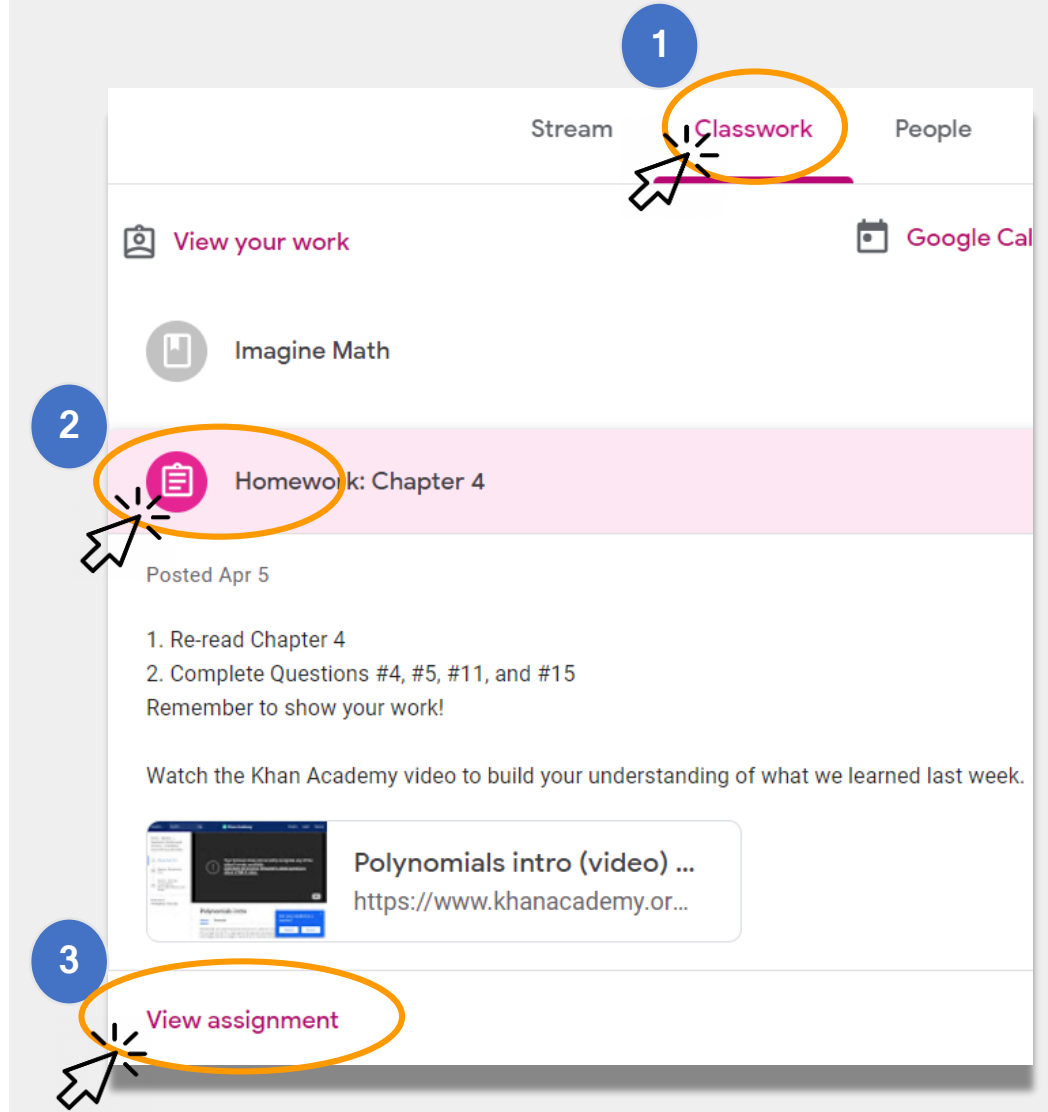 1
Stream Classwork People
View your work Google Cal
Imagine Math
2
Homework: Chapter 4
Posted Apr 5
1. Re-read Chapter 4
2. Complete Questions #4, #5, #11, and #15
Remember to show your work!
Watch the Khan Academy video to build your understanding of what we learned last week.
Polynomials intro (video) ...
https://www.khanacademy.or...
3
View assignment